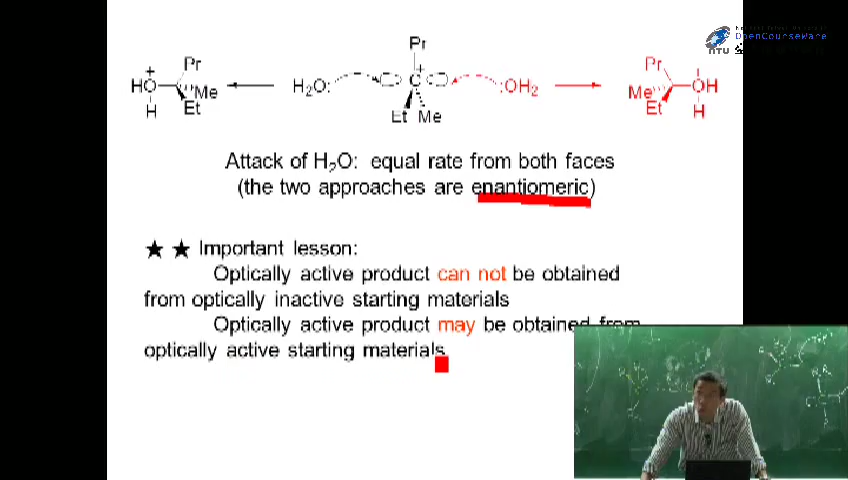 OpenCourseWare
NTU
Pr
Pr
Pr
+
HO
Me
H₂O:
C
+
:OH₂
Me
OH
H
Et
Et Me
Et
H
Attack of H₂O: equal rate from both faces
(the two approaches are enantiomeric)
★ ★ Important lesson:
Optically active product can not be obtained
from optically inactive starting materials
Optically active product may be obtained from
optically active starting materials